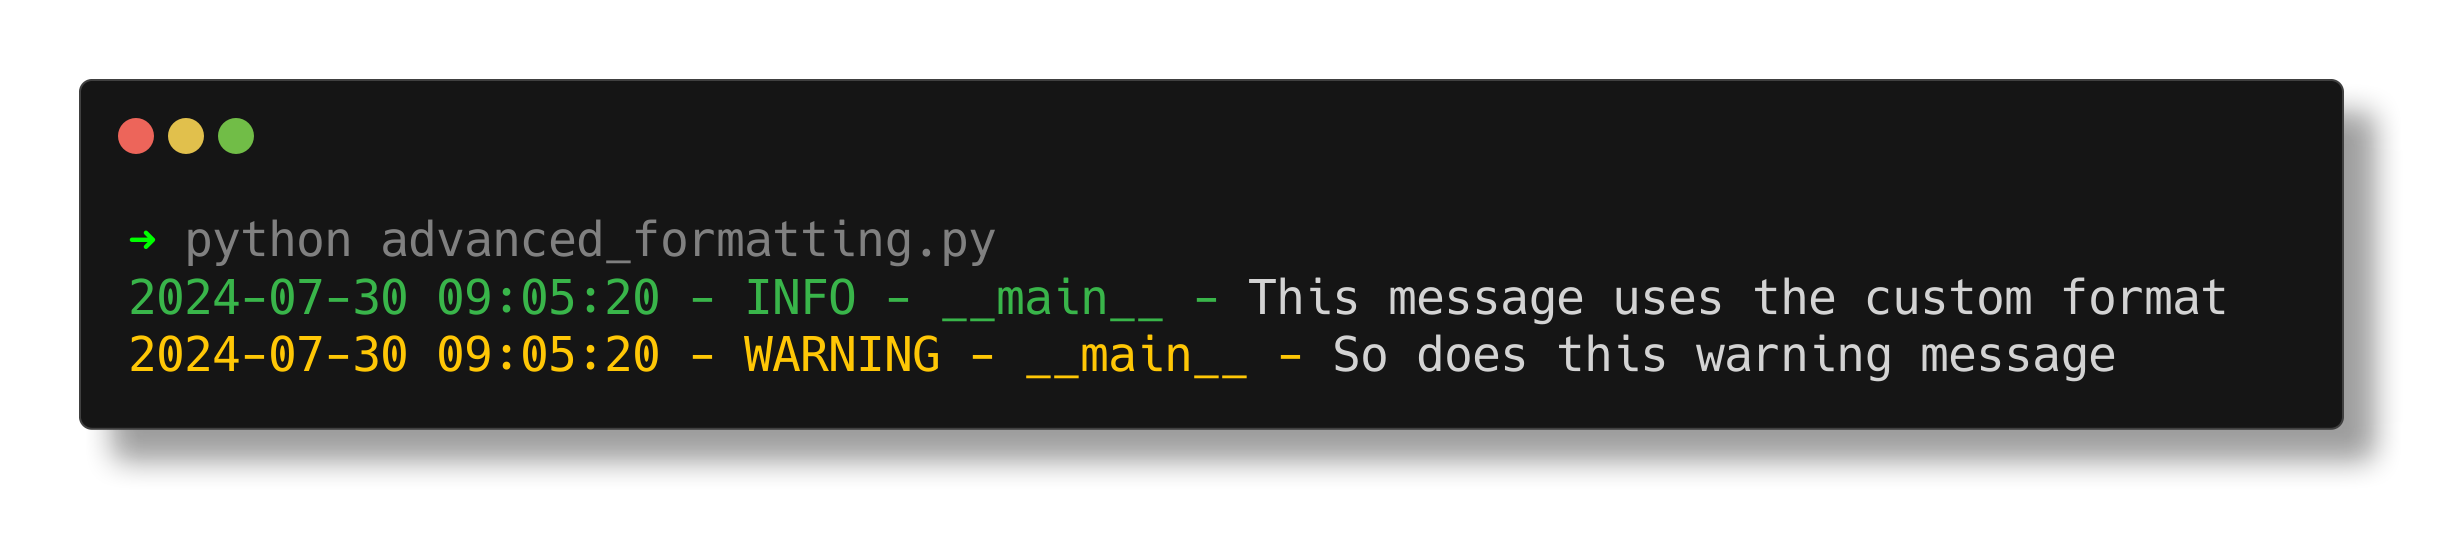 ➜ python advanced_formatting.py
2024-07-30 09:05:20 - INFO - __main__ - This message uses the custom format
2024-07-30 09:05:20 - WARNING - __main__ - So does this warning message